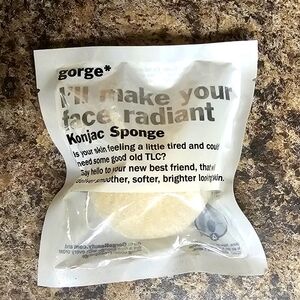 gorge*
I'll make your
face radiant
Konjac Sponge
Is your skin feeling a little tired and could
need some good old TLC?
Say hello to your new best friend, that
smoother, softer, brighter looking